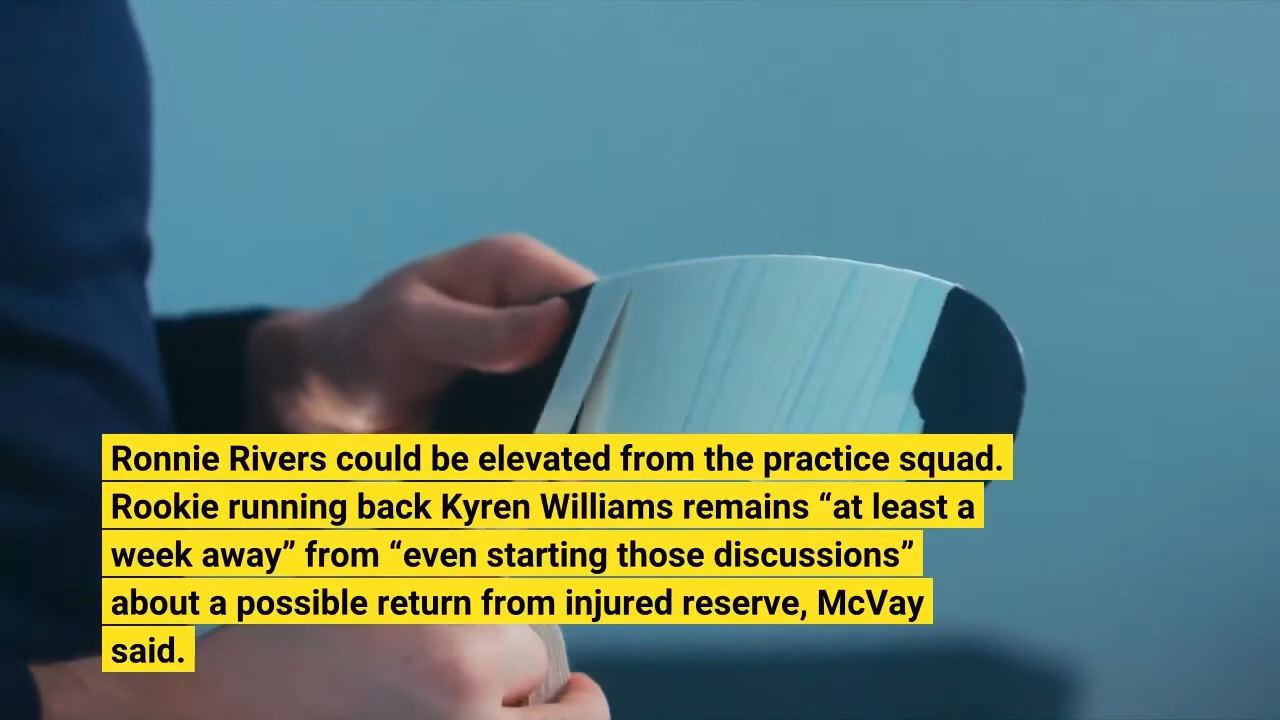 Ronnie Rivers could be elevated from the practice squad.
Rookie running back Kyren Williams remains “at least a
week away” from “even starting those discussions”
about a possible return from injured reserve, McVay
said.